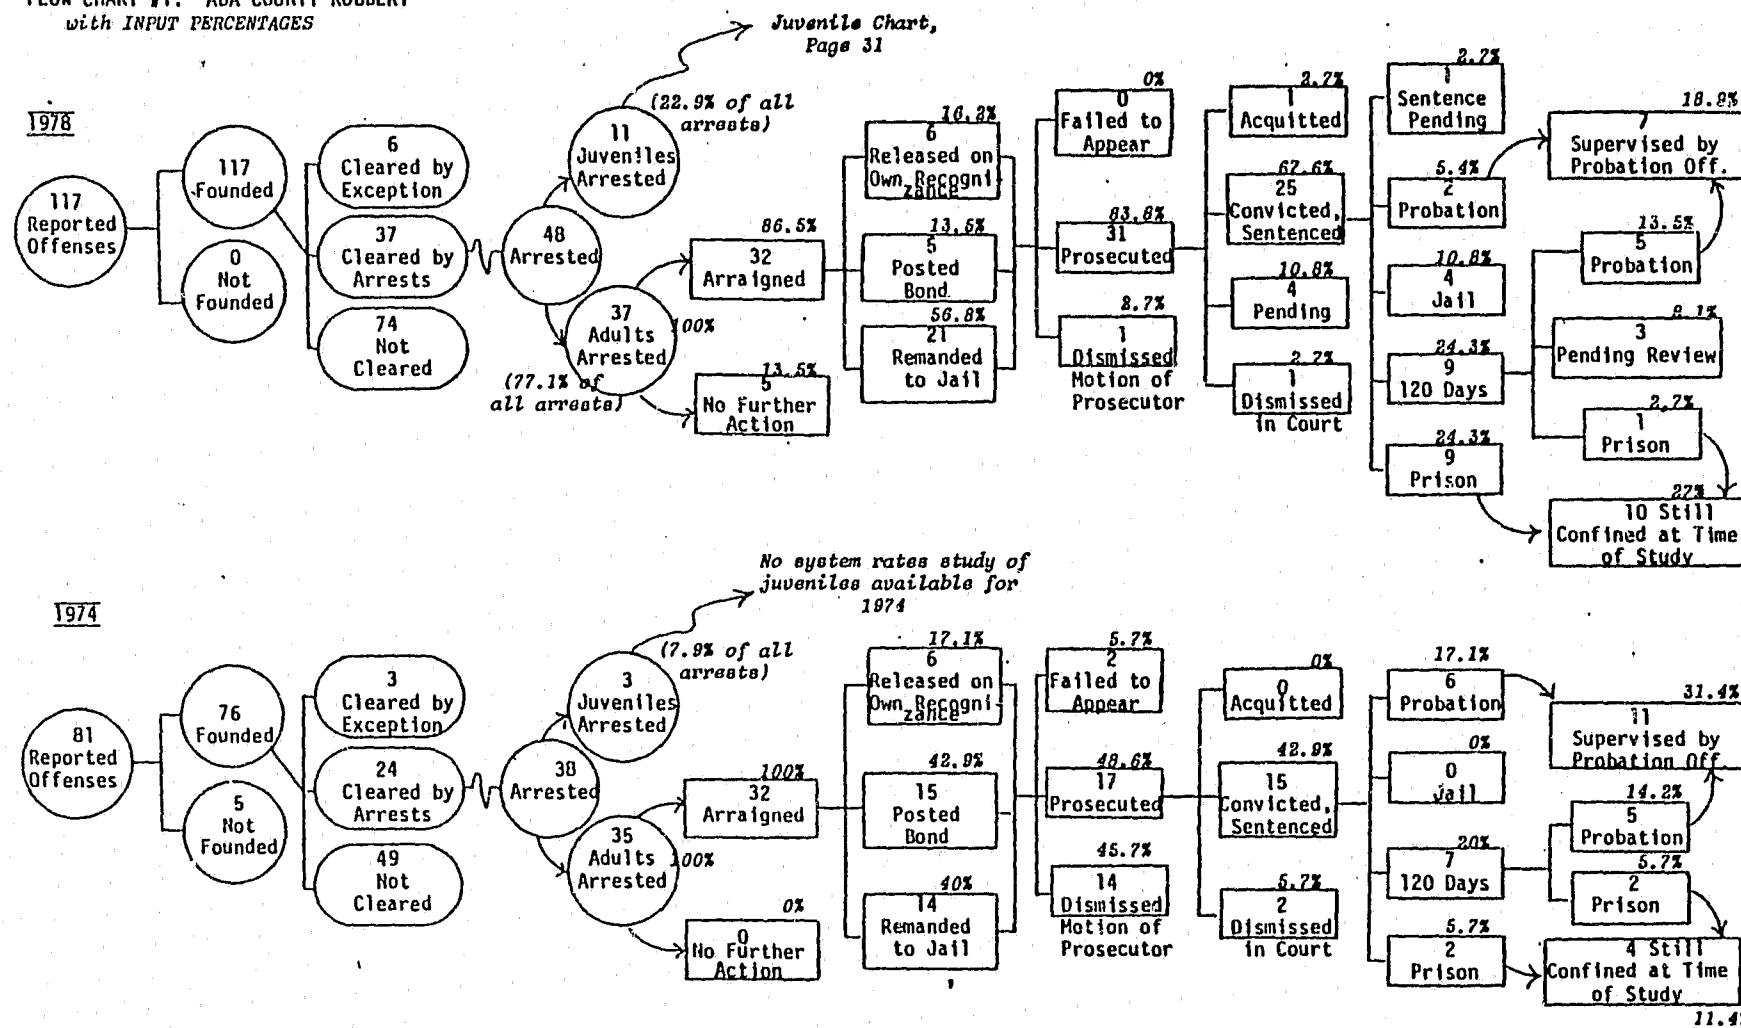 FLOW CHART #1: ADA COUNTY ROBBERY
with INPUT PERCENTAGES
Juvenile Chart,
Page 31
1978
117
Reported
Offenses
117
Founded
0
Not
Founded
6
Cleared by
Exception
37
Cleared by
Arrests
74
Not
Cleared
48
Arrested
11
Juveniles
Arrested
(22.9% of all
arrests)
37
Adults
Arrested
100%
(77.1% of
all arrests)
86.5%
32
Arraigned
13.5%
5
No Further
Action
16.2%
6
Released on
Own Recogni-
zance
13.5%
5
Posted
Bond
56.8%
21
Remanded
to Jail
0%
0
Failed to
Appear
83.8%
31
Prosecuted
2.7%
1
Dismissed
Motion of
Prosecutor
2.7%
1
Acquitted
67.6%
25
Convicted,
Sentenced
10.8%
4
Pending
2.7%
1
Dismissed
in Court
2.7%
1
Sentence
Pending
5.4%
2
Probation
10.8%
4
Jail
24.3%
9
120 Days
24.3%
9
Prison
18.9%
7
Supervised by
Probation Off.
13.5%
5
Probation
8.1%
3
Pending Review
2.7%
1
Prison
27%
10 Still
Confined at Time
of Study
No system rates study of
juveniles available for
1974
1974
81
Reported
Offenses
76
Founded
5
Not
Founded
3
Cleared by
Exception
24
Cleared by
Arrests
49
Not
Cleared
38
Arrested
3
Juveniles
Arrested
(7.9% of all
arrests)
35
Adults
Arrested
100%
100%
32
Arraigned
0%
0
No Further
Action
17.1%
6
Released on
Own Recogni-
zance
42.9%
15
Posted
Bond
40%
14
Remanded
to Jail
5.7%
2
Failed to
Appear
48.6%
17
Prosecuted
45.7%
14
Dismissed
Motion of
Prosecutor
0%
0
Acquitted
42.9%
15
Convicted,
Sentenced
5.7%
2
Dismissed
in Court
17.1%
6
Probation
0%
0
Jail
20%
7
120 Days
5.7%
2
Prison
31.4%
11
Supervised by
Probation Off.
14.2%
5
Probation
5.7%
2
Prison
4 Still
Confined at Time
of Study
11.4%